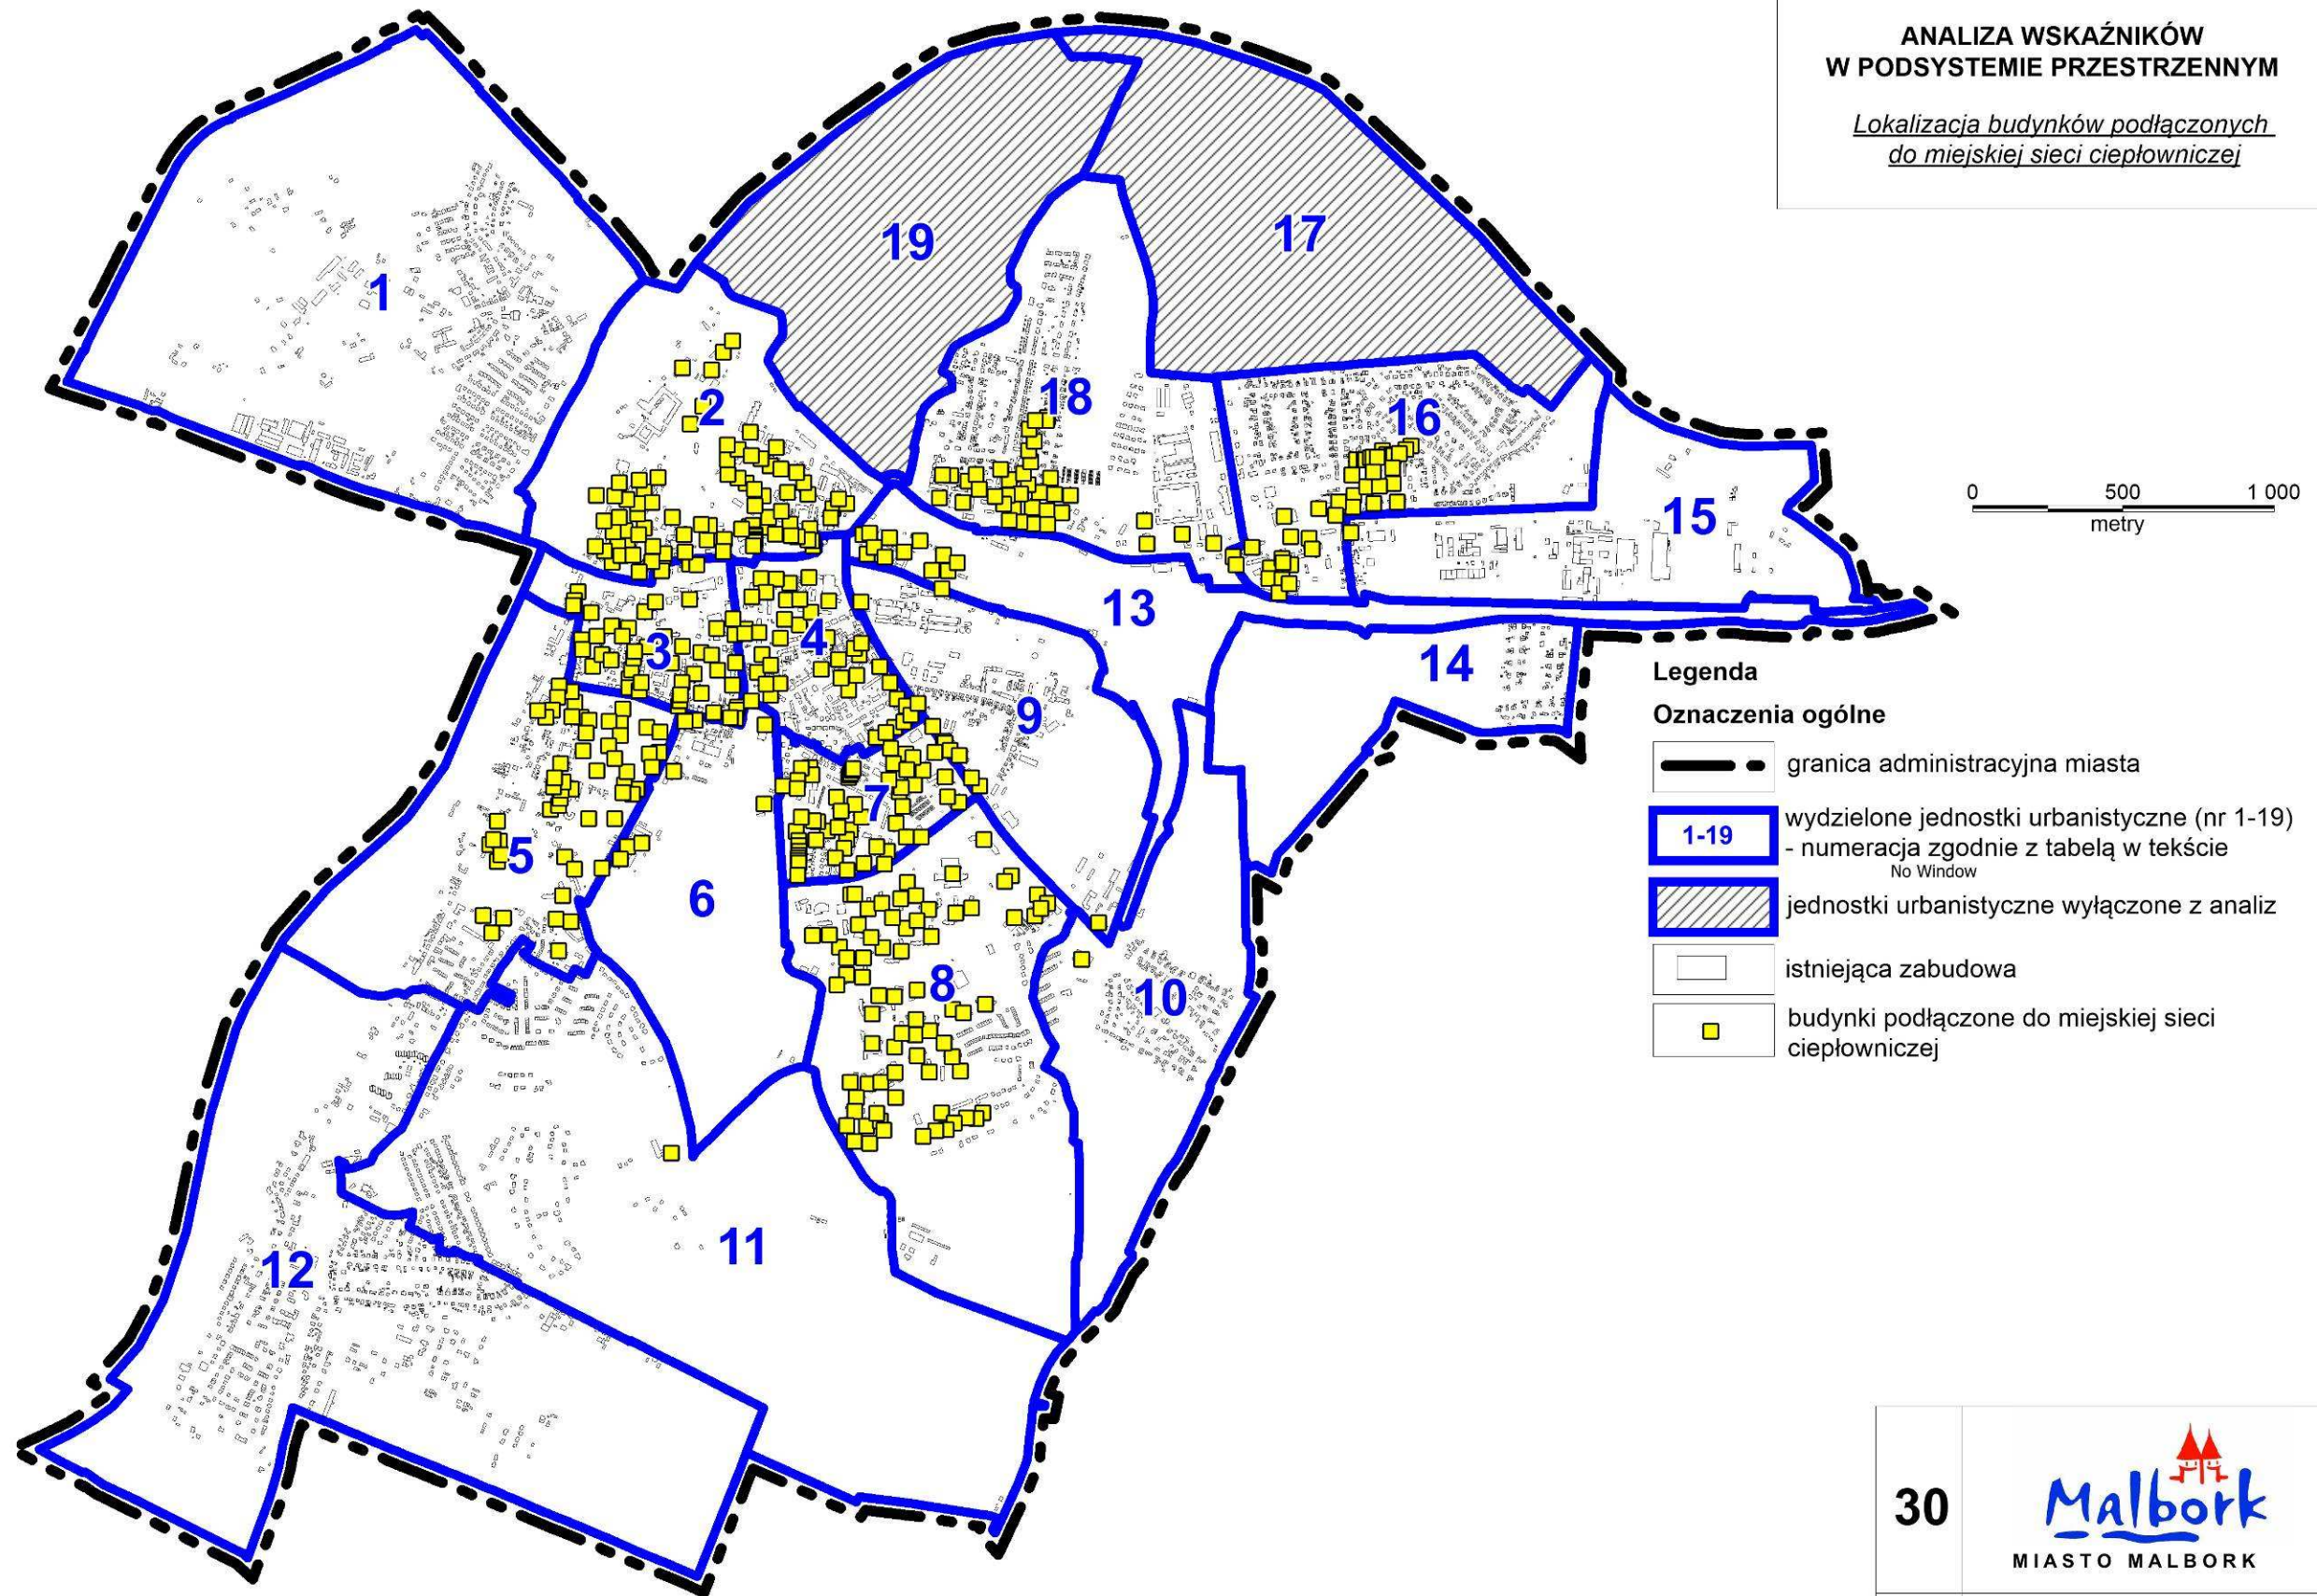 ANALIZA WSKAŹNIKÓW
W PODSYSTEMIE PRZESTRZENNYM
Lokalizacja budynków podłączonych
do miejskiej sieci ciepłowniczej
19
17
1
2
18
16
15
0 500 1 000
metry
13
4
3
14
9
7
5
6
8
10
11
12
Legenda
Oznaczenia ogólne
granica administracyjna miasta
1-19
wydzielone jednostki urbanistyczne (nr 1-19)
- numeracja zgodnie z tabelą w tekście
No Window
jednostki urbanistyczne wyłączone z analiz
istniejąca zabudowa
budynki podłączone do miejskiej sieci
ciepłowniczej
30
Malbork
MIASTO MALBORK